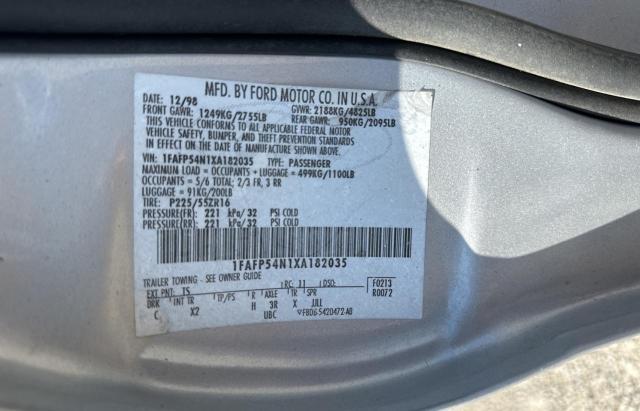 MFD. BY FORD MOTOR CO. IN U.S.A.
DATE: 12/98 GVWR: 2188KG/4825LB
FRONT GAWR: 1249KG/2755LB REAR GAWR: 950KG/2095LB
THIS VEHICLE CONFORMS TO ALL APPLICABLE FEDERAL MOTOR
VEHICLE SAFETY, BUMPER, AND THEFT PREVENTION STANDARDS
IN EFFECT ON THE DATE OF MANUFACTURE SHOWN ABOVE
VIN: 1FAFP54N1XA182035 TYPE: PASSENGER
MAXIMUM LOAD = OCCUPANTS + LUGGAGE = 499KG/1100LB
OCCUPANTS = 5/6 TOTAL; 2/3 FR, 3 RR
LUGGAGE = 91KG/200LB
TIRE: P225/55ZR16
PRESSURE(FR): 221 kPa/32 PSI COLD
PRESSURE(RR): 221 kPa/32 PSI COLD
1FAFP54N1XA182035
TRAILER TOWING - SEE OWNER GUIDE
EXT PNT: TS RC: 11 DSO: F0213
BRK INT TR TP/PS R AXLE TR SPR R0072
C X2 H 3R X JJLL
UBC